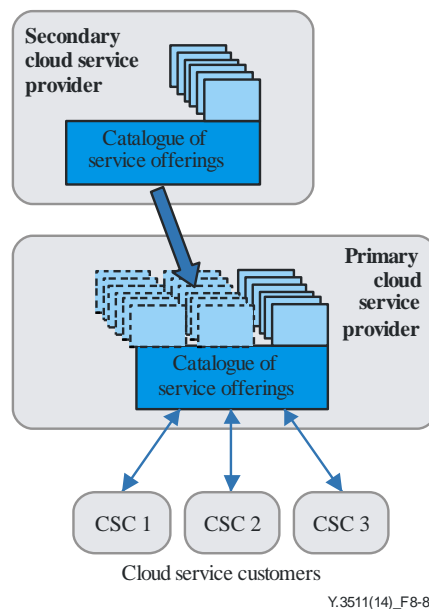 Secondary
cloud service
provider
Catalogue of
service offerings
Primary
cloud
service
provider
Catalogue of
service offerings
CSC 1
CSC 2
CSC 3
Cloud service customers
Y.3511(14)_F8-8